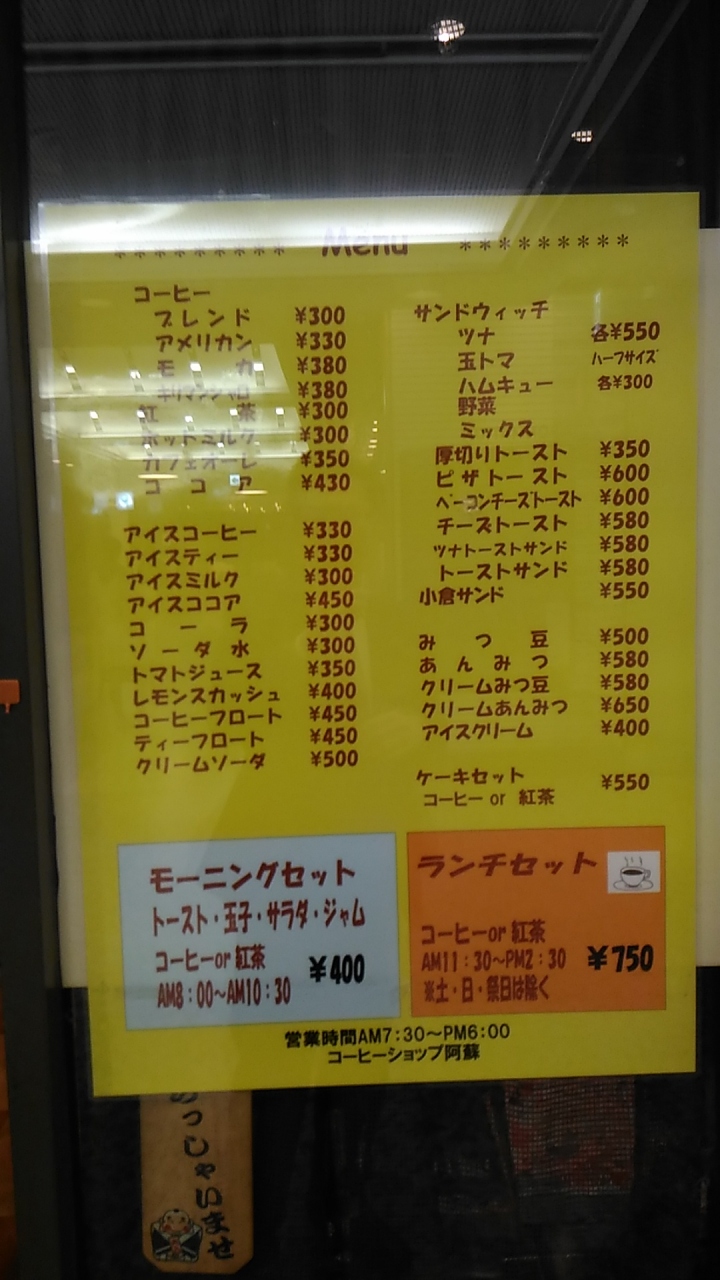 ********* Menu *********
コーヒー
ブレンド ¥300
アメリカン ¥330
モカ ¥380
キリマンジャロ ¥380
紅茶 ¥300
ホットミルク ¥300
カフェオーレ ¥350
ココア ¥430
アイスコーヒー ¥330
アイスティー ¥330
アイスミルク ¥300
アイスココア ¥450
コーラ ¥300
ソーダ水 ¥300
トマトジュース ¥350
レモンスカッシュ ¥400
コーヒーフロート ¥450
ティーフロート ¥450
クリームソーダ ¥500
サンドウィッチ
ツナ 各¥550
玉トマ ハーフサイズ
ハムキュー 各¥300
野菜
ミックス
厚切りトースト ¥350
ピザトースト ¥600
ベーコンチーズトースト ¥600
チーズトースト ¥580
ツナトーストサンド ¥580
トーストサンド ¥580
小倉サンド ¥550
みつ豆 ¥500
あんみつ ¥580
クリームみつ豆 ¥580
クリームあんみつ ¥650
アイスクリーム ¥400
ケーキセット ¥550
コーヒー or 紅茶
モーニングセット
トースト・玉子・サラダ・ジャム
コーヒーor紅茶 ¥400
AM8:00～AM10:30
ランチセット
コーヒーor紅茶
AM11:30～PM2:30 ¥750
※土・日・祭日は除く
営業時間AM7:30～PM6:00
コーヒーショップ阿蘇
っしゃいませ